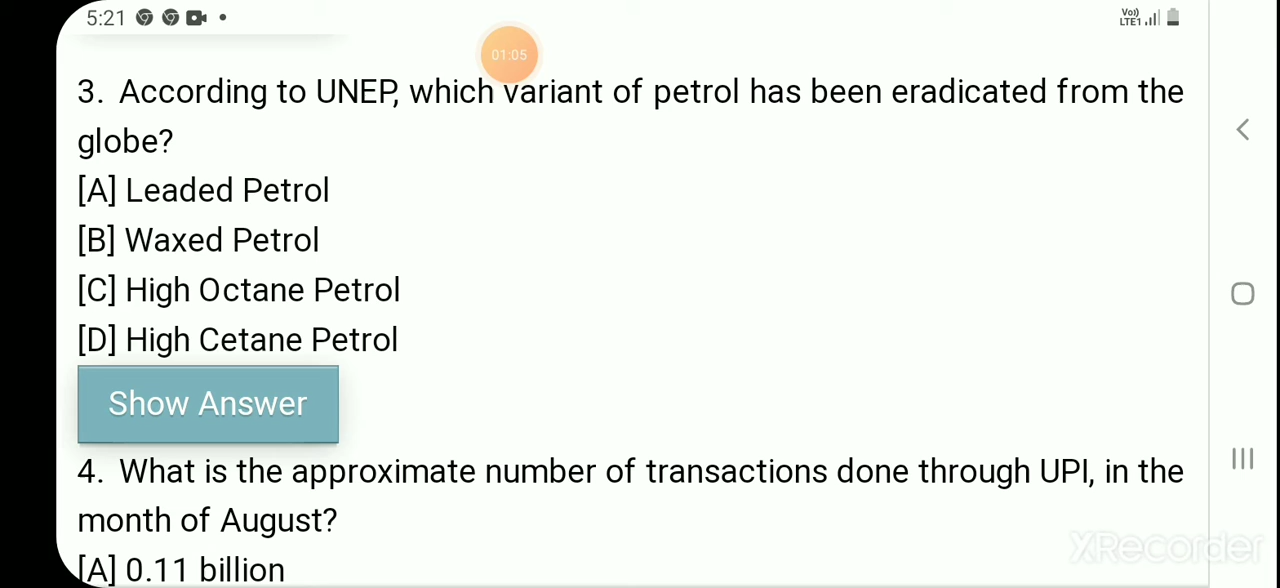 5:21
Vo))
LTE1
01:05
3. According to UNEP, which variant of petrol has been eradicated from the
globe?
[A] Leaded Petrol
[B] Waxed Petrol
[C] High Octane Petrol
[D] High Cetane Petrol
Show Answer
4. What is the approximate number of transactions done through UPI, in the
month of August?
[A] 0.11 billion
XRecorder